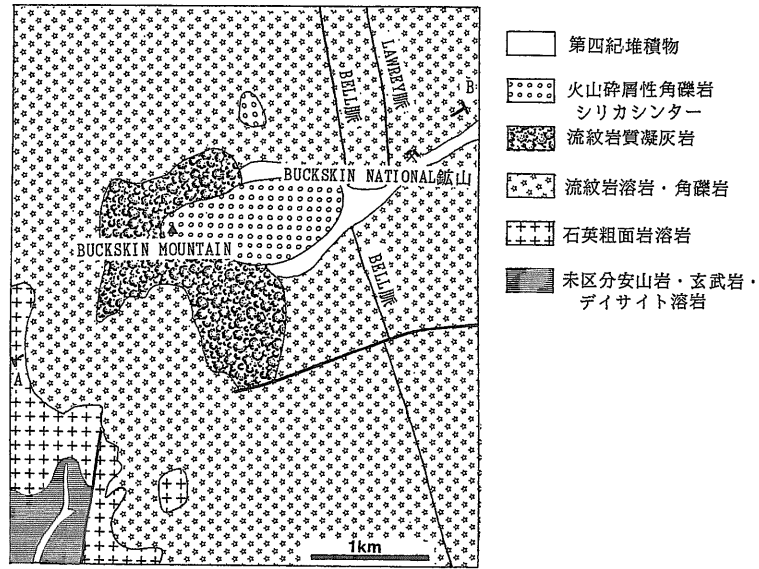 BELL脈
LAWREY脈
B
BUCKSKIN NATIONAL鉱山
BUCKSKIN MOUNTAIN
BELL脈
A
1km
第四紀堆積物
火山砕屑性角礫岩
シリカシンター
流紋岩質凝灰岩
流紋岩溶岩・角礫岩
石英粗面岩溶岩
未区分安山岩・玄武岩・
デイサイト溶岩